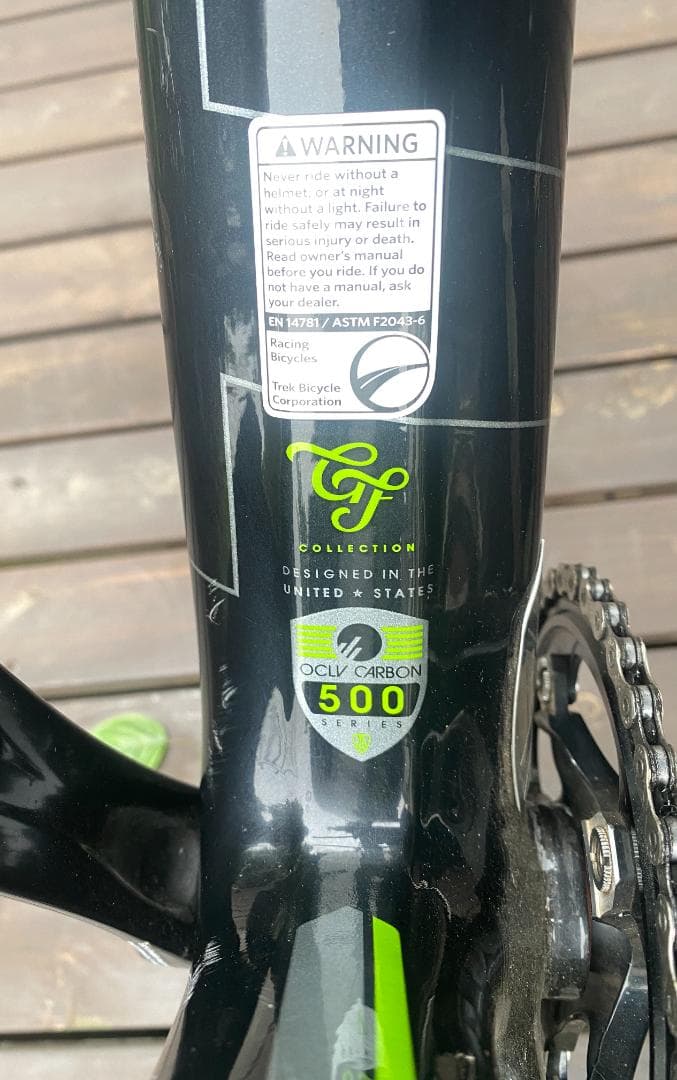 WARNING
Never ride without a
helmet, or at night
without a light. Failure to
ride safely may result in
serious injury or death.
Read owner's manual
before you ride. If you do
not have a manual, ask
your dealer.
EN 14781 / ASTM F2043-6
Racing
Bicycles
Trek Bicycle
Corporation
GF
COLLECTION
DESIGNED IN THE
UNITED ★ STATES
OCLV CARBON
500
SERIES